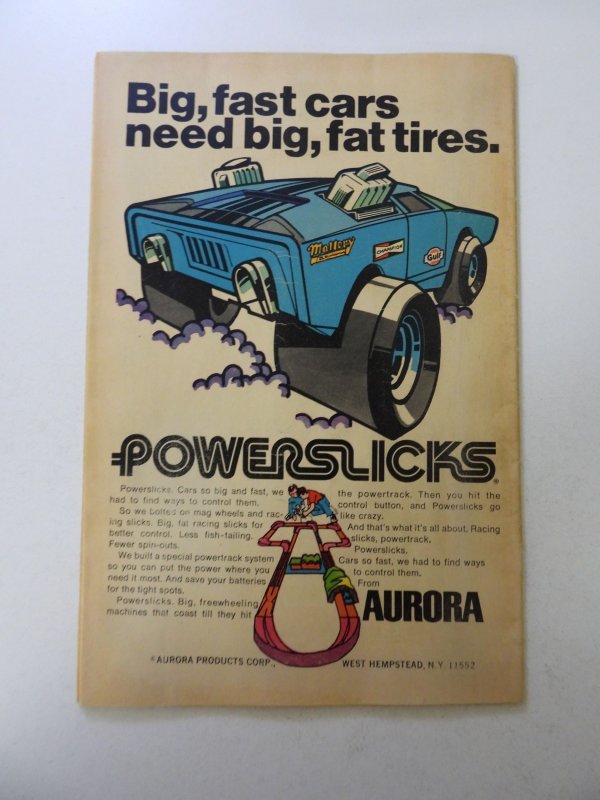 Big, fast cars
need big, fat tires.
Mallory
CHAMPION
Gulf
POWERSLICKS®
Powerslicks. Cars so big and fast, we
had to find ways to control them.
So we bolted on mag wheels and rac-
ing slicks. Big, fat racing slicks for
better control. Less fish-tailing.
Fewer spin-outs.
We built a special powertrack system
so you can put the power where you
need it most. And save your batteries
for the tight spots.
Powerslicks. Big, freewheeling
machines that coast till they hit
the powertrack. Then you hit the
control button, and Powerslicks go
like crazy.
And that's what it's all about. Racing
slicks, powertrack.
Powerslicks.
Cars so fast, we had to find ways
to control them.
From
AURORA
© AURORA PRODUCTS CORP., WEST HEMPSTEAD, N.Y. 11552